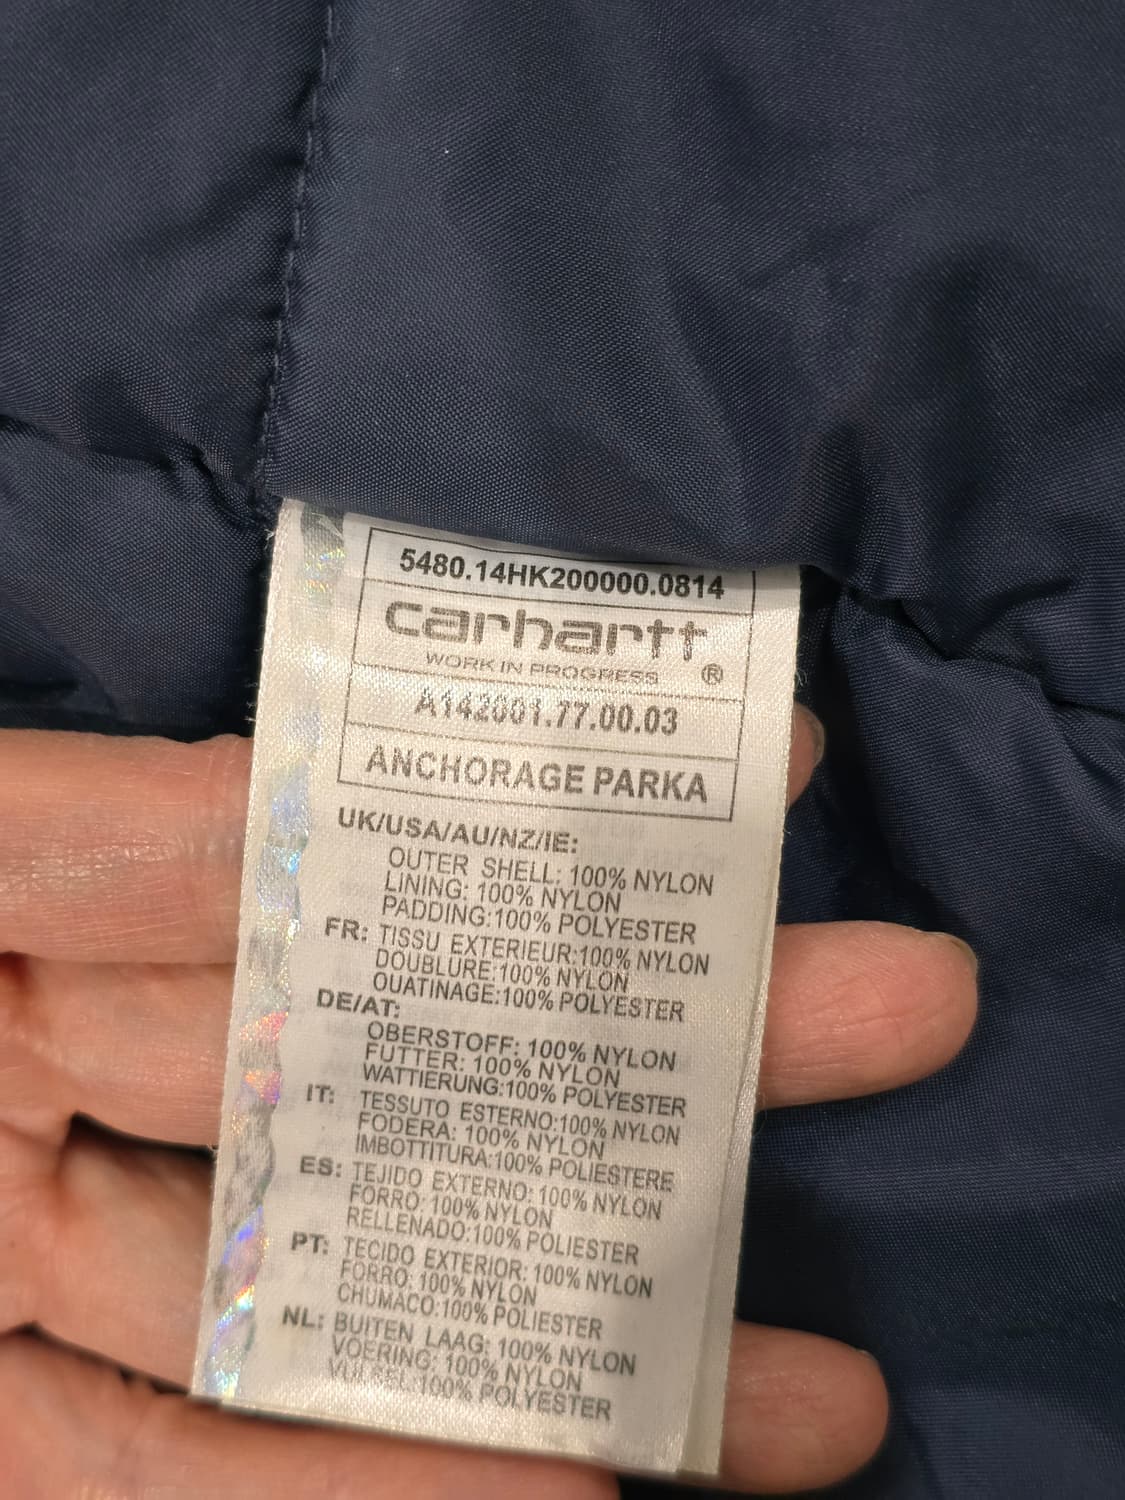 5480.14HK200000.0814
carhartt
WORK IN PROGRESS ®
A142001.77.00.03
ANCHORAGE PARKA
UK/USA/AU/NZ/IE:
OUTER SHELL: 100% NYLON
LINING: 100% NYLON
PADDING:100% POLYESTER
FR: TISSU EXTERIEUR:100% NYLON
DOUBLURE:100% NYLON
OUATINAGE:100% POLYESTER
DE/AT:
OBERSTOFF: 100% NYLON
FUTTER: 100% NYLON
WATTIERUNG:100% POLYESTER
IT: TESSUTO ESTERNO:100% NYLON
FODERA: 100% NYLON
IMBOTTITURA:100% POLIESTERE
ES: TEJIDO EXTERNO: 100% NYLON
FORRO: 100% NYLON
RELLENADO:100% POLIESTER
PT: TECIDO EXTERIOR: 100% NYLON
FORRO: 100% NYLON
CHUMACO:100% POLIESTER
NL: BUITEN LAAG: 100% NYLON
VOERING: 100% NYLON
VULSEL:100% POLYESTER